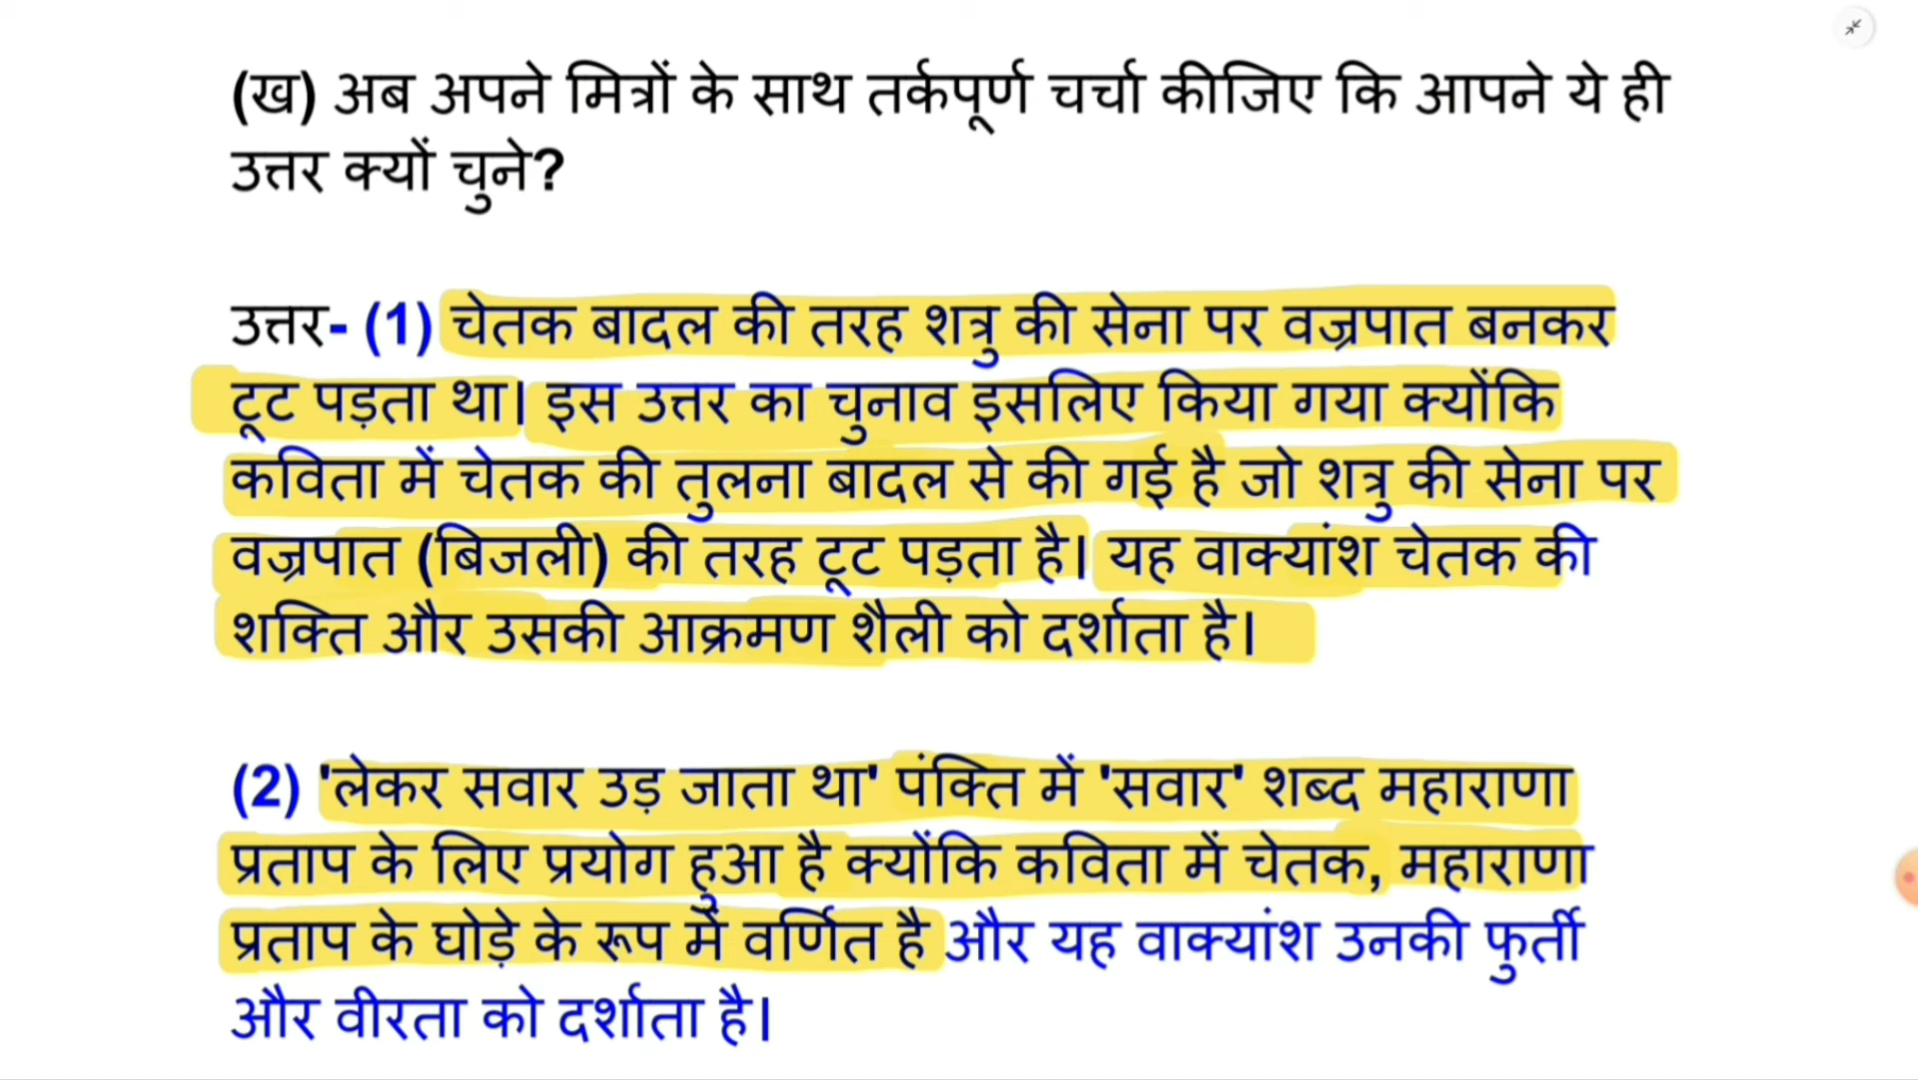 (ख) अब अपने मित्रों के साथ तर्कपूर्ण चर्चा कीजिए कि आपने ये ही
उत्तर क्यों चुने?
उत्तर- (1) चेतक बादल की तरह शत्रु की सेना पर वज्रपात बनकर
टूट पड़ता था। इस उत्तर का चुनाव इसलिए किया गया क्योंकि
कविता में चेतक की तुलना बादल से की गई है जो शत्रु की सेना पर
वज्रपात (बिजली) की तरह टूट पड़ता है। यह वाक्यांश चेतक की
शक्ति और उसकी आक्रमण शैली को दर्शाता है।
(2) 'लेकर सवार उड़ जाता था' पंक्ति में 'सवार' शब्द महाराणा
प्रताप के लिए प्रयोग हुआ है क्योंकि कविता में चेतक, महाराणा
प्रताप के घोड़े के रूप में वर्णित है और यह वाक्यांश उनकी फुर्ती
और वीरता को दर्शाता है।